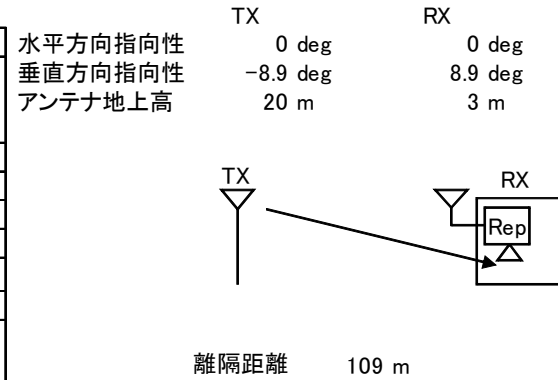 TX RX
水平方向指向性 0 deg 0 deg
垂直方向指向性 -8.9 deg 8.9 deg
アンテナ地上高 20 m 3 m
TX RX
Rep
離隔距離 109 m